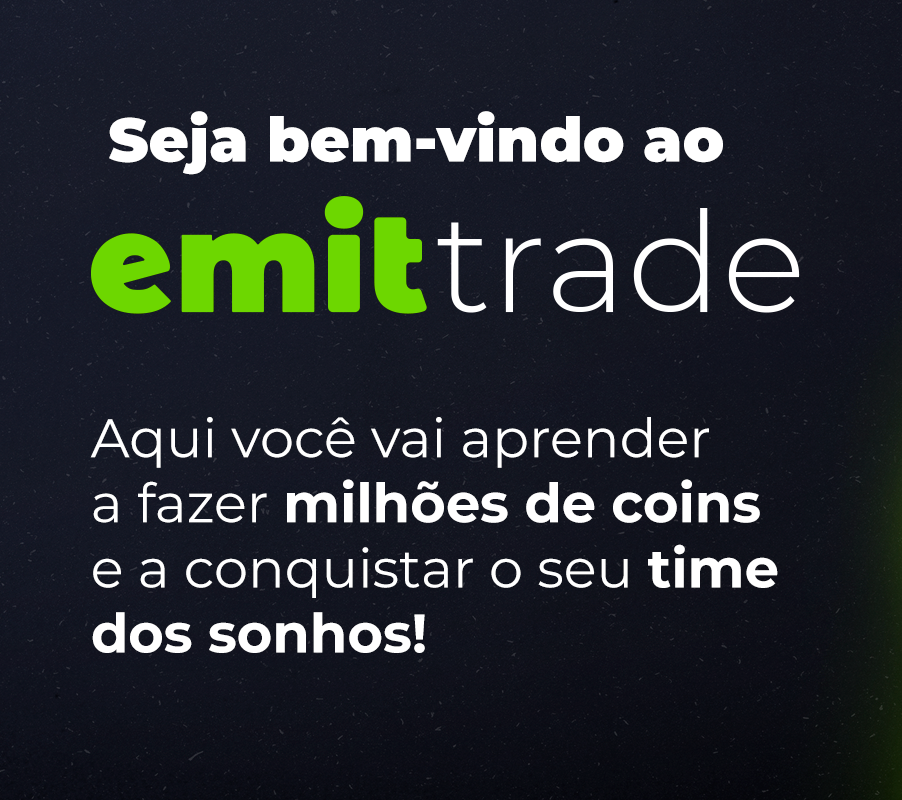 Seja bem-vindo ao
emittrade
Aqui você vai aprender
a fazer milhões de coins
e a conquistar o seu time
dos sonhos!